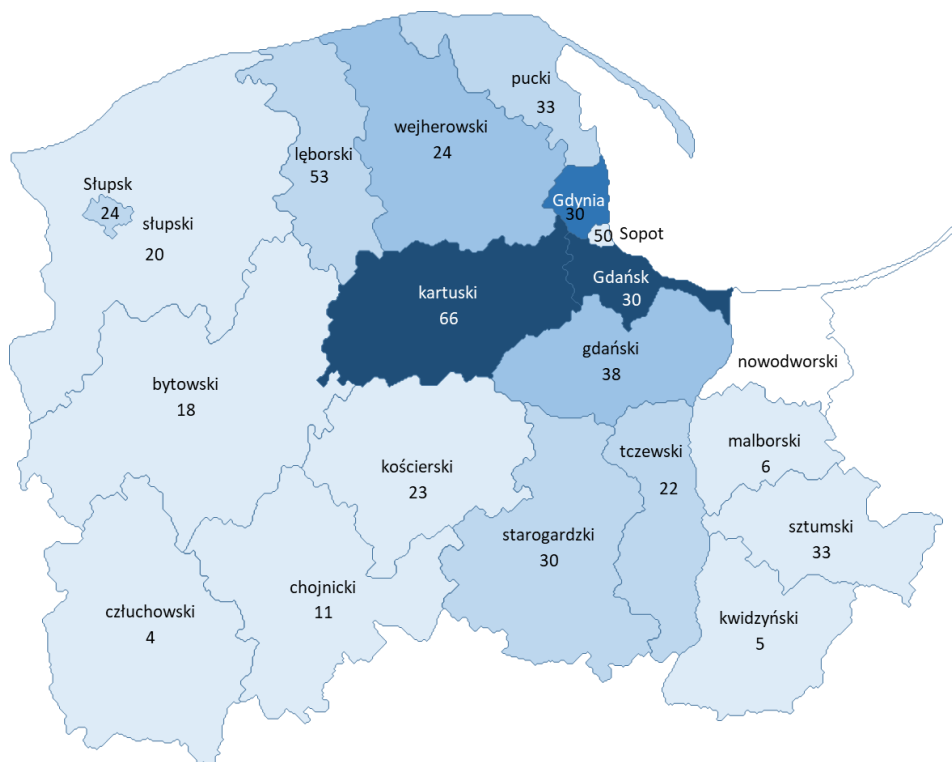 pucki
33
wejherowski
24
lęborski
53
Słupsk
24
słupski
20
Gdynia
30
50 Sopot
Gdańsk
30
kartuski
66
gdański
38
nowodworski
bytowski
18
kościerski
23
tczewski
22
malborski
6
starogardzki
30
sztumski
33
chojnicki
11
człuchowski
4
kwidzyński
5